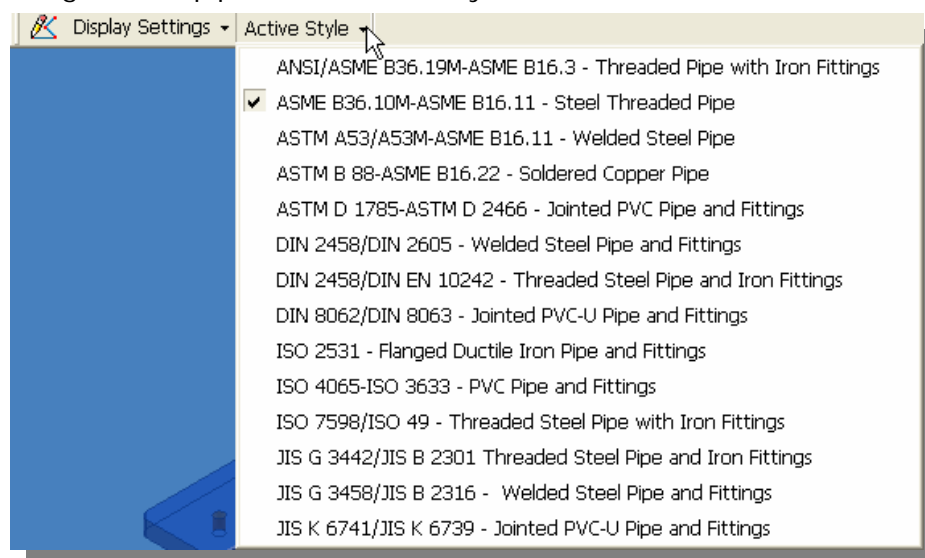 Display Settings Active Style
ANSI/ASME B36.19M-ASME B16.3 - Threaded Pipe with Iron Fittings
ASME B36.10M-ASME B16.11 - Steel Threaded Pipe
ASTM A53/A53M-ASME B16.11 - Welded Steel Pipe
ASTM B 88-ASME B16.22 - Soldered Copper Pipe
ASTM D 1785-ASTM D 2466 - Jointed PVC Pipe and Fittings
DIN 2458/DIN 2605 - Welded Steel Pipe and Fittings
DIN 2458/DIN EN 10242 - Threaded Steel Pipe and Iron Fittings
DIN 8062/DIN 8063 - Jointed PVC-U Pipe and Fittings
ISO 2531 - Flanged Ductile Iron Pipe and Fittings
ISO 4065-ISO 3633 - PVC Pipe and Fittings
ISO 7598/ISO 49 - Threaded Steel Pipe with Iron Fittings
JIS G 3442/JIS B 2301 Threaded Steel Pipe and Iron Fittings
JIS G 3458/JIS B 2316 - Welded Steel Pipe and Fittings
JIS K 6741/JIS K 6739 - Jointed PVC-U Pipe and Fittings